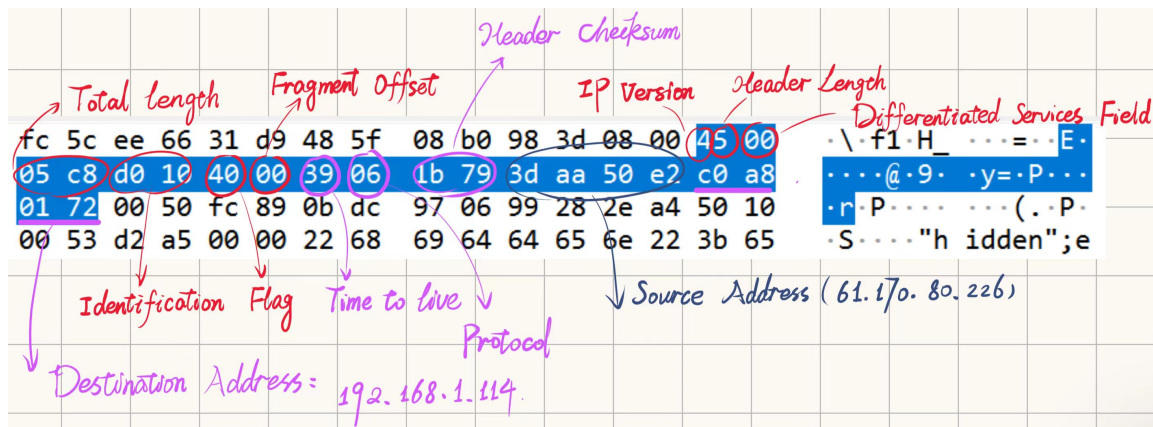 Header Checksum
Total length
Fragment Offset
IP Version
Header Length
Differentiated Services Field
fc 5c ee 66 31 d9 48 5f 08 b0 98 3d 08 00 45 00 ·\·f1·H_ ···=··E·
05 c8 d0 10 40 00 39 06 1b 79 3d aa 50 e2 c0 a8 ····@·9· ·y=·P···
01 72 00 50 fc 89 0b dc 97 06 99 28 2e a4 50 10 ·r·P···· ···(.·P·
00 53 d2 a5 00 00 22 68 69 64 64 65 6e 22 3b 65 ·S····"h idden";e
Identification
Flag
Time to live
Source Address (61.170.80.226)
Protocol
Destination Address: 192.168.1.114.